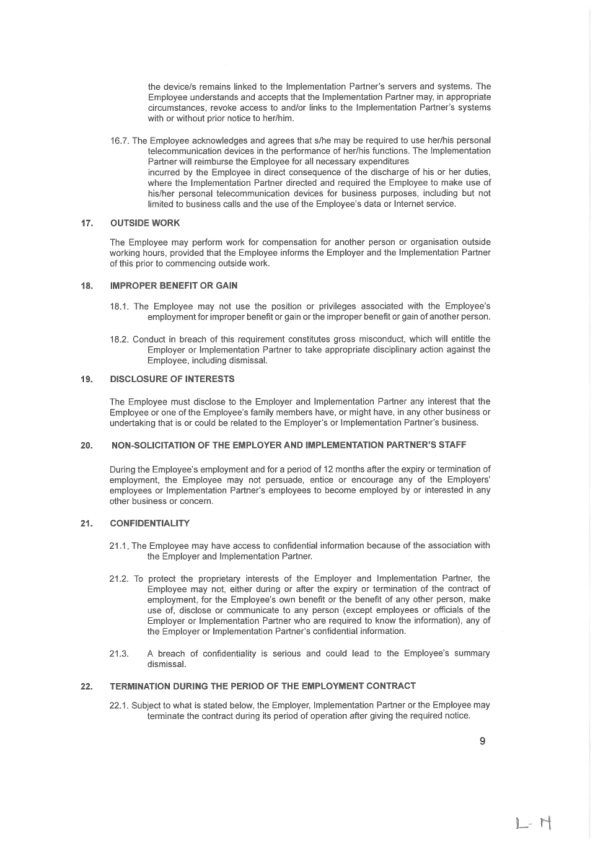 the device/s remains linked to the Implementation Partner's servers and systems. The
Employee understands and accepts that the Implementation Partner may, in appropriate
circumstances, revoke access to and/or links to the Implementation Partner's systems
with or without prior notice to her/him.
16.7. The Employee acknowledges and agrees that s/he may be required to use her/his personal
telecommunication devices in the performance of her/his functions. The Implementation
Partner will reimburse the Employee for all necessary expenditures
incurred by the Employee in direct consequence of the discharge of his or her duties,
where the Implementation Partner directed and required the Employee to make use of
his/her personal telecommunication devices for business purposes, including but not
limited to business calls and the use of the Employee's data or Internet service.
17. OUTSIDE WORK
The Employee may perform work for compensation for another person or organisation outside
working hours, provided that the Employee informs the Employer and the Implementation Partner
of this prior to commencing outside work.
18. IMPROPER BENEFIT OR GAIN
18.1. The Employee may not use the position or privileges associated with the Employee's
employment for improper benefit or gain or the improper benefit or gain of another person.
18.2. Conduct in breach of this requirement constitutes gross misconduct, which will entitle the
Employer or Implementation Partner to take appropriate disciplinary action against the
Employee, including dismissal.
19. DISCLOSURE OF INTERESTS
The Employee must disclose to the Employer and Implementation Partner any interest that the
Employee or one of the Employee's family members have, or might have, in any other business or
undertaking that is or could be related to the Employer's or Implementation Partner's business.
20. NON-SOLICITATION OF THE EMPLOYER AND IMPLEMENTATION PARTNER'S STAFF
During the Employee's employment and for a period of 12 months after the expiry or termination of
employment, the Employee may not persuade, entice or encourage any of the Employers'
employees or Implementation Partner's employees to become employed by or interested in any
other business or concern.
21. CONFIDENTIALITY
21.1. The Employee may have access to confidential information because of the association with
the Employer and Implementation Partner.
21.2. To protect the proprietary interests of the Employer and Implementation Partner, the
Employee may not, either during or after the expiry or termination of the contract of
employment, for the Employee's own benefit or the benefit of any other person, make
use of, disclose or communicate to any person (except employees or officials of the
Employer or Implementation Partner who are required to know the information), any of
the Employer or Implementation Partner's confidential information.
21.3. A breach of confidentiality is serious and could lead to the Employee's summary
dismissal.
22. TERMINATION DURING THE PERIOD OF THE EMPLOYMENT CONTRACT
22.1. Subject to what is stated below, the Employer, Implementation Partner or the Employee may
terminate the contract during its period of operation after giving the required notice.
9
L. M